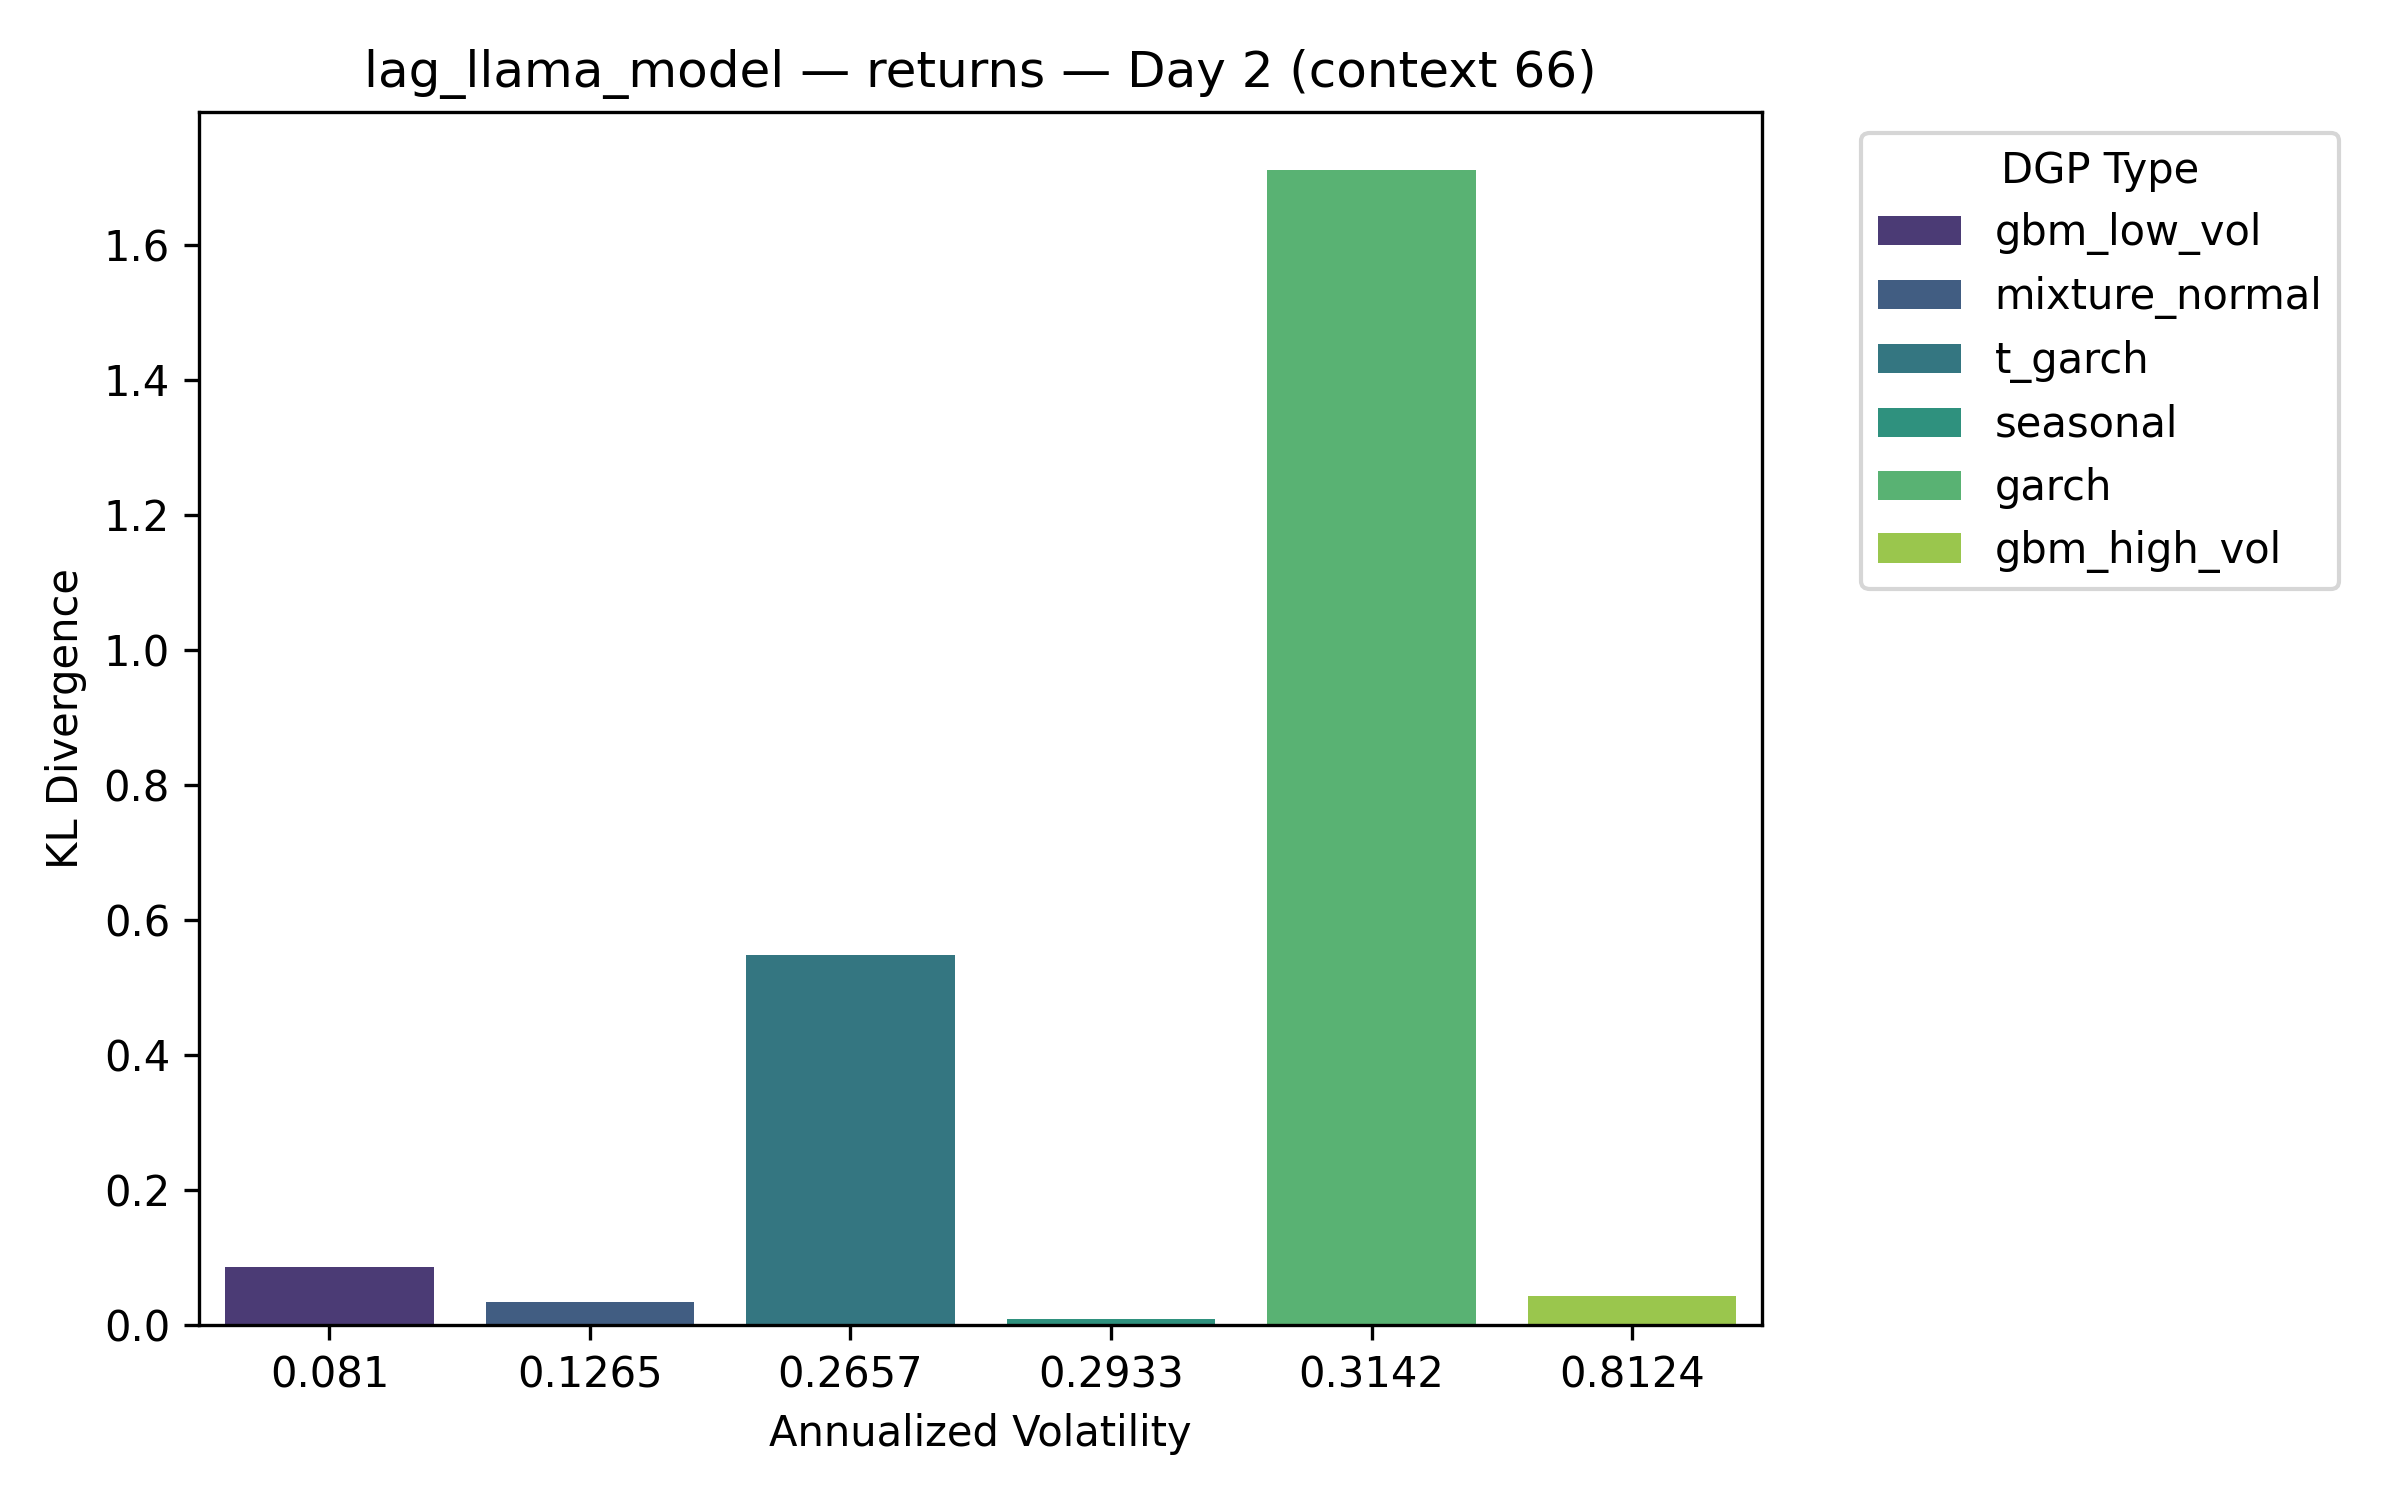 lag_llama_model — returns — Day 2 (context 66)
KL Divergence
1.6
1.4
1.2
1.0
0.8
0.6
0.4
0.2
0.0
0.081 0.1265 0.2657 0.2933 0.3142 0.8124
Annualized Volatility
DGP Type
gbm_low_vol
mixture_normal
t_garch
seasonal
garch
gbm_high_vol